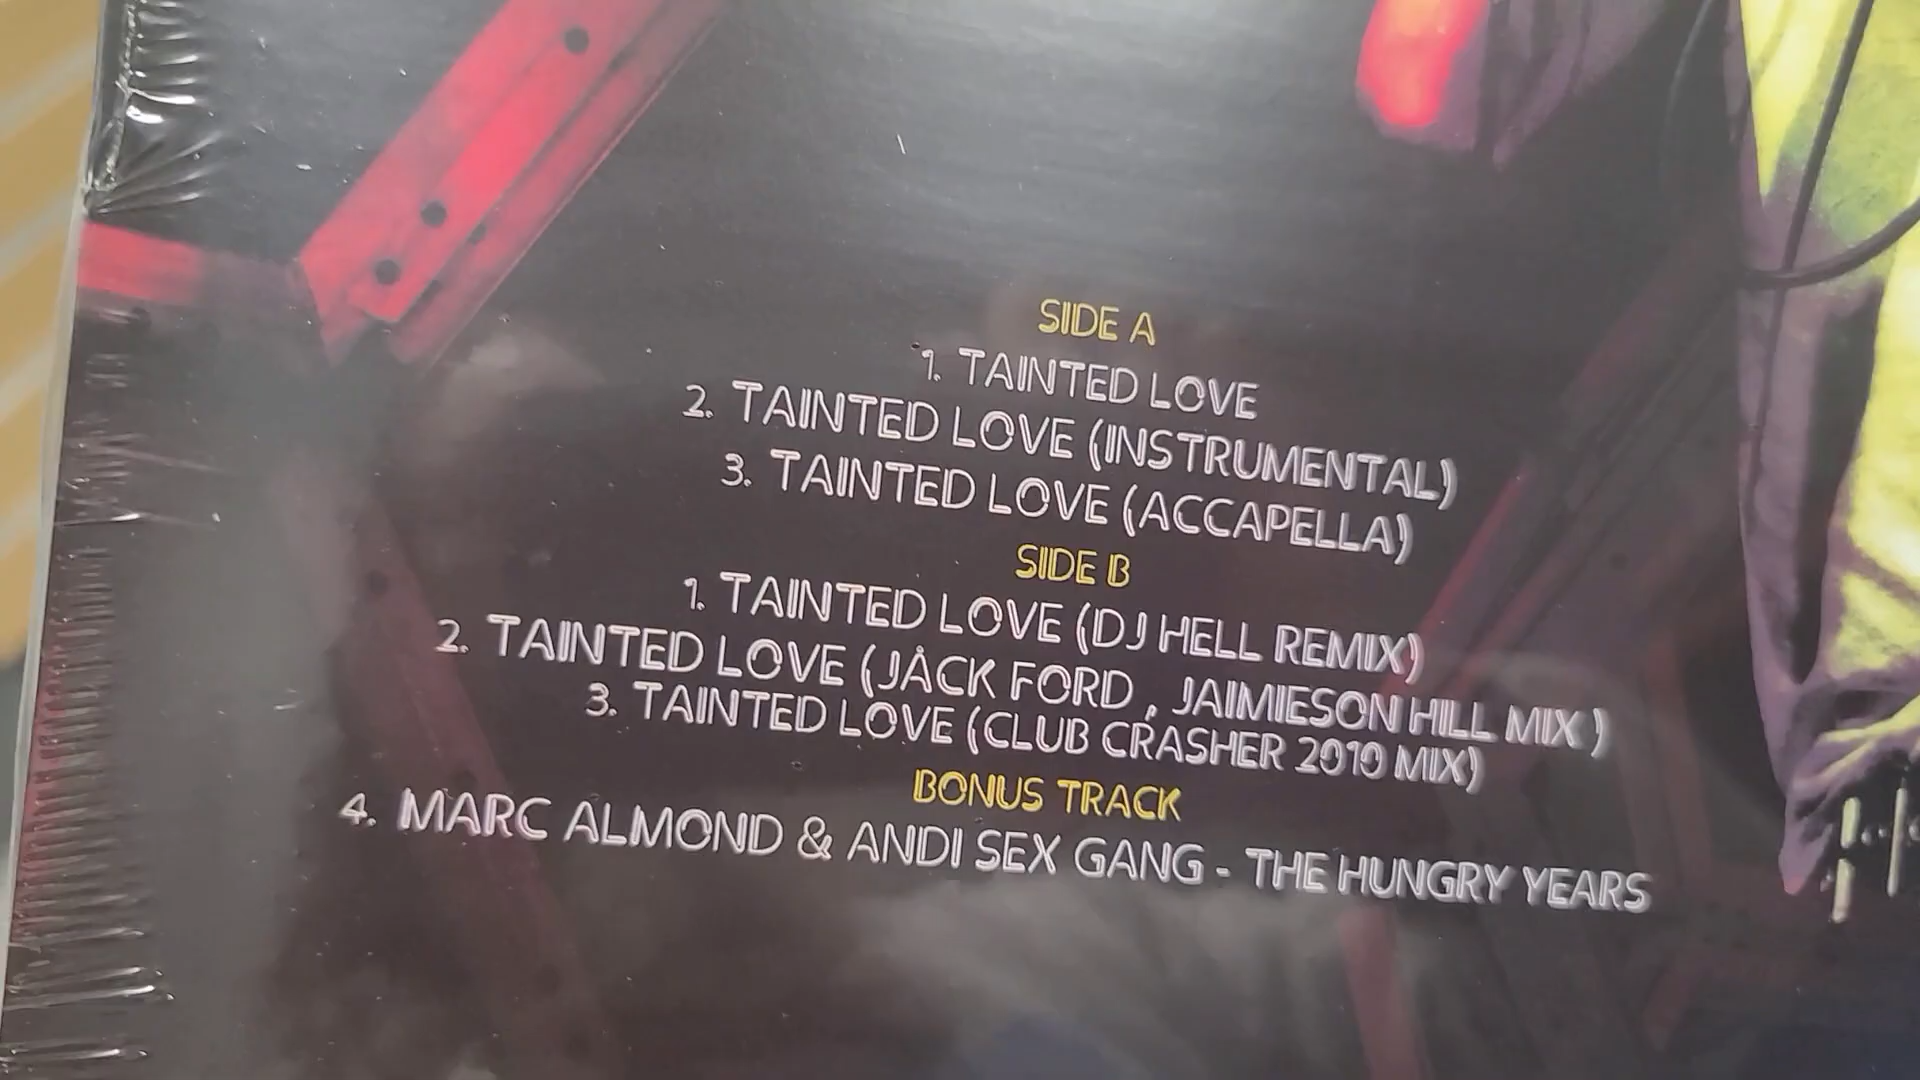 SIDE A
1. TAINTED LOVE
2. TAINTED LOVE (INSTRUMENTAL)
3. TAINTED LOVE (ACCAPELLA)
SIDE B
1. TAINTED LOVE (DJ HELL REMIX)
2. TAINTED LOVE (JACK FORD , JAIMIESON HILL MIX )
3. TAINTED LOVE (CLUB CRASHER 2010 MIX)
BONUS TRACK
4. MARC ALMOND & ANDI SEX GANG - THE HUNGRY YEARS